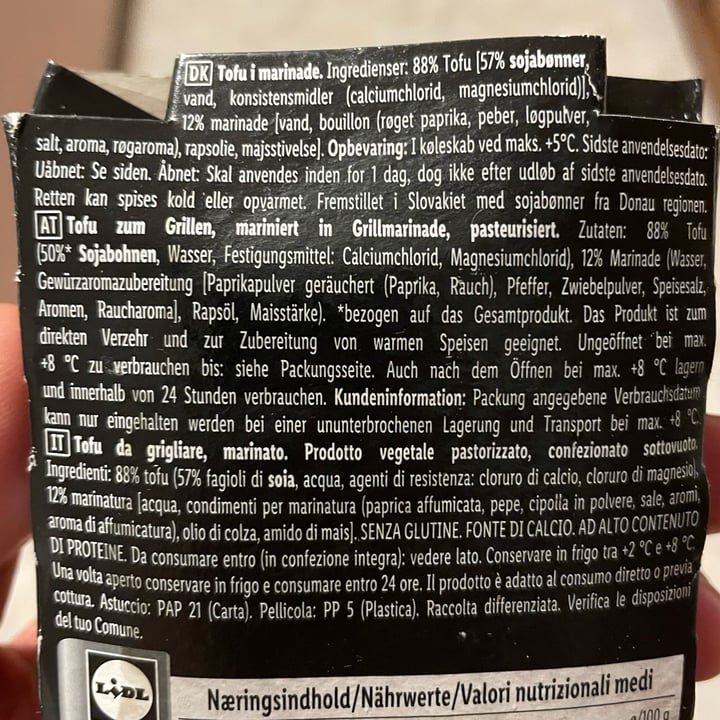 DK Tofu i marinade. Ingredienser: 88% Tofu [57% sojabønner,
vand, konsistensmidler (calciumchlorid, magnesiumchlorid)],
12% marinade [vand, bouillon (røget paprika, peber, løgpulver,
salt, aroma, røgaroma), rapsolie, majsstivelse]. Opbevaring: I køleskab ved maks. +5°C. Sidste anvendelsesdato:
Uåbnet: Se siden. Åbnet: Skal anvendes inden for 1 dag, dog ikke efter udløb af sidste anvendelsesdato.
Retten kan spises kold eller opvarmet. Fremstillet i Slovakiet med sojabønner fra Donau regionen.
AT Tofu zum Grillen, mariniert in Grillmarinade, pasteurisiert. Zutaten: 88% Tofu
(50%* Sojabohnen, Wasser, Festigungsmittel: Calciumchlorid, Magnesiumchlorid), 12% Marinade (Wasser,
Gewürzaromazubereitung [Paprikapulver geräuchert (Paprika, Rauch), Pfeffer, Zwiebelpulver, Speisesalz,
Aromen, Raucharoma], Rapsöl, Maisstärke). *bezogen auf das Gesamtprodukt. Das Produkt ist zum
direkten Verzehr und zur Zubereitung von warmen Speisen geeignet. Ungeöffnet bei max.
+8 °C zu verbrauchen bis: siehe Packungsseite. Auch nach dem Öffnen bei max. +8 °C lagern
und innerhalb von 24 Stunden verbrauchen. Kundeninformation: Packung angegebene Verbrauchsdatum
kann nur eingehalten werden bei einer ununterbrochenen Lagerung und Transport bei max. +8 °C.
IT Tofu da grigliare, marinato. Prodotto vegetale pastorizzato, confezionato sottovuoto.
Ingredienti: 88% tofu (57% fagioli di soia, acqua, agenti di resistenza: cloruro di calcio, cloruro di magnesio),
12% marinatura [acqua, condimenti per marinatura (paprica affumicata, pepe, cipolla in polvere, sale, aromi,
aroma di affumicatura), olio di colza, amido di mais]. SENZA GLUTINE. FONTE DI CALCIO. AD ALTO CONTENUTO
DI PROTEINE. Da consumare entro (in confezione integra): vedere lato. Conservare in frigo tra +2 °C e +8 °C.
Una volta aperto conservare in frigo e consumare entro 24 ore. Il prodotto è adatto al consumo diretto o previa
cottura. Astuccio: PAP 21 (Carta). Pellicola: PP 5 (Plastica). Raccolta differenziata. Verifica le disposizioni
del tuo Comune.
LIDL
Næringsindhold/Nährwerte/Valori nutrizionali medi